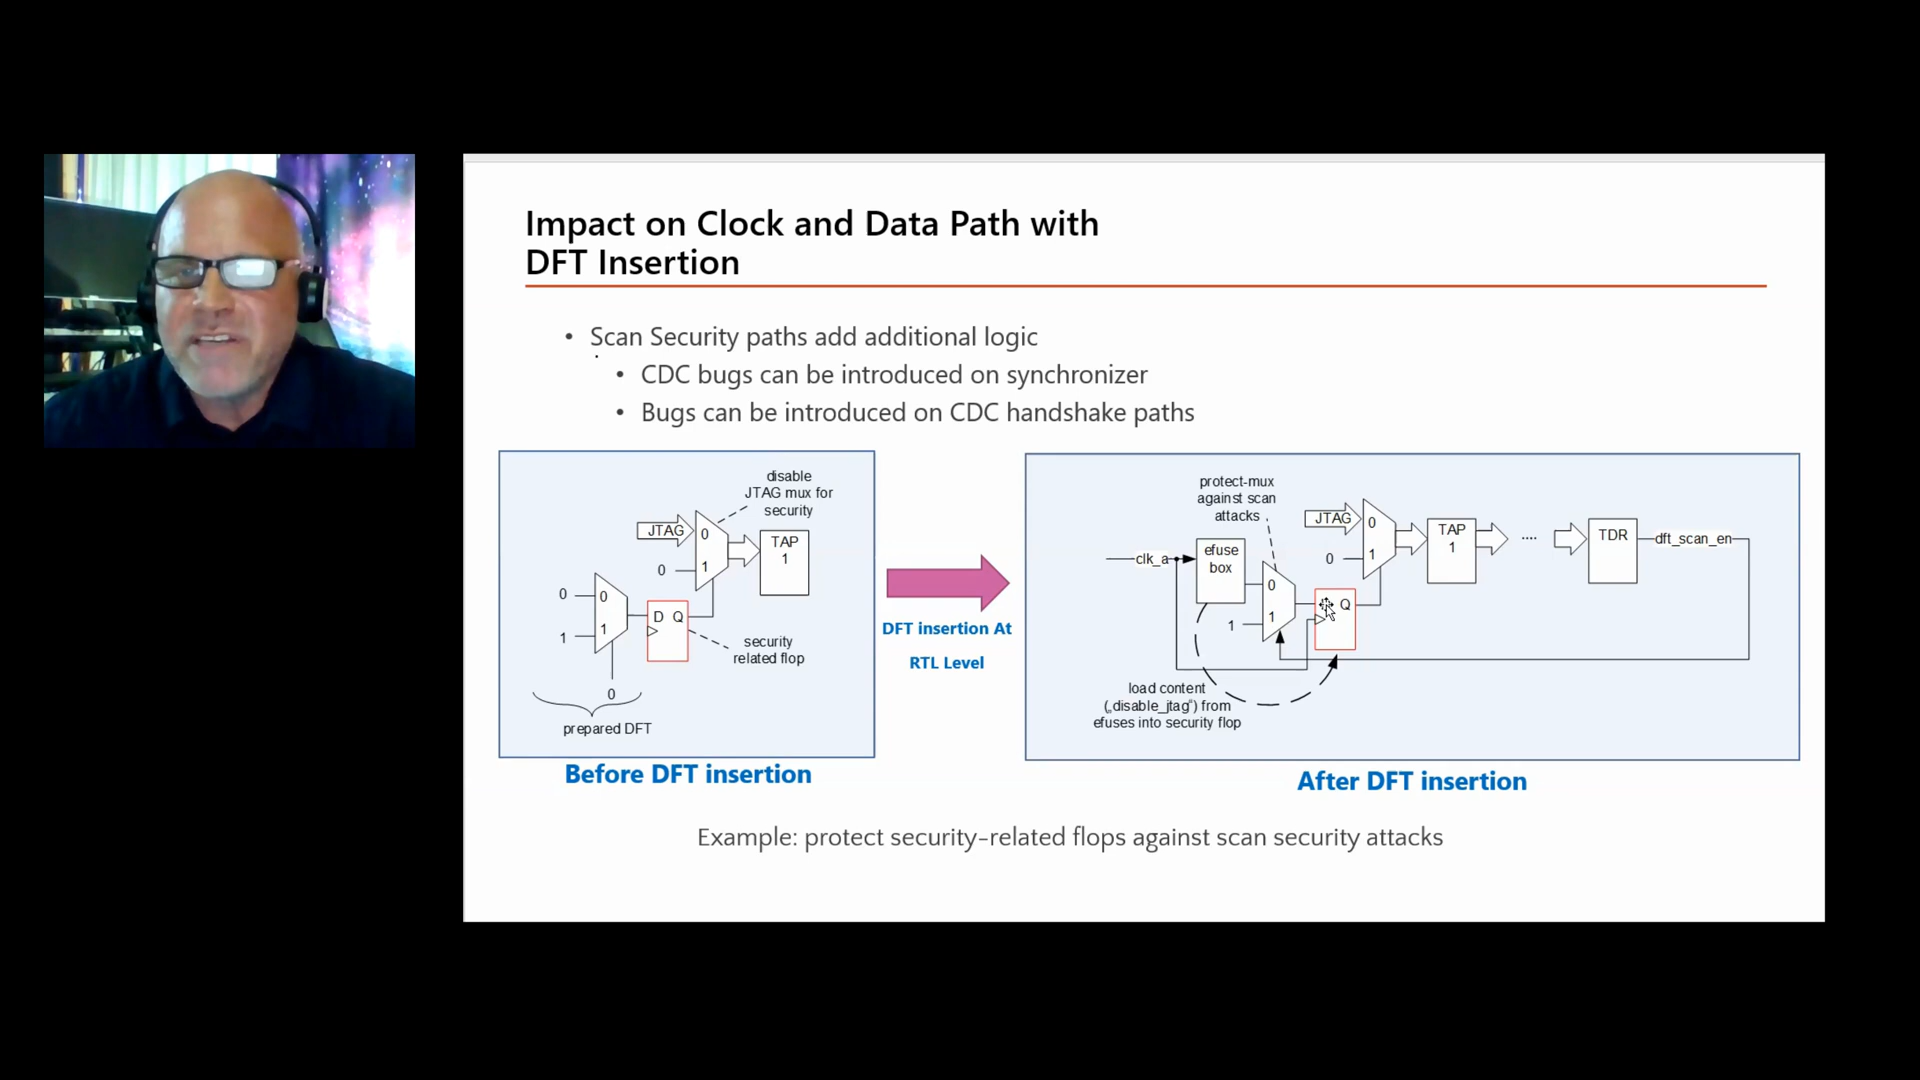 Impact on Clock and Data Path with
DFT Insertion
• Scan Security paths add additional logic
• CDC bugs can be introduced on synchronizer
• Bugs can be introduced on CDC handshake paths
disable
JTAG mux for
security
JTAG
0
0
1
TAP
1
0
0
1
1
D Q
security
related flop
0
prepared DFT
Before DFT insertion
DFT insertion At
RTL Level
protect-mux
against scan
attacks
JTAG
0
0
1
TAP
1
....
TDR
dft_scan_en
clk_a
efuse
box
0
1
1
Q
load content
(„disable_jtag“) from
efuses into security flop
After DFT insertion
Example: protect security-related flops against scan security attacks